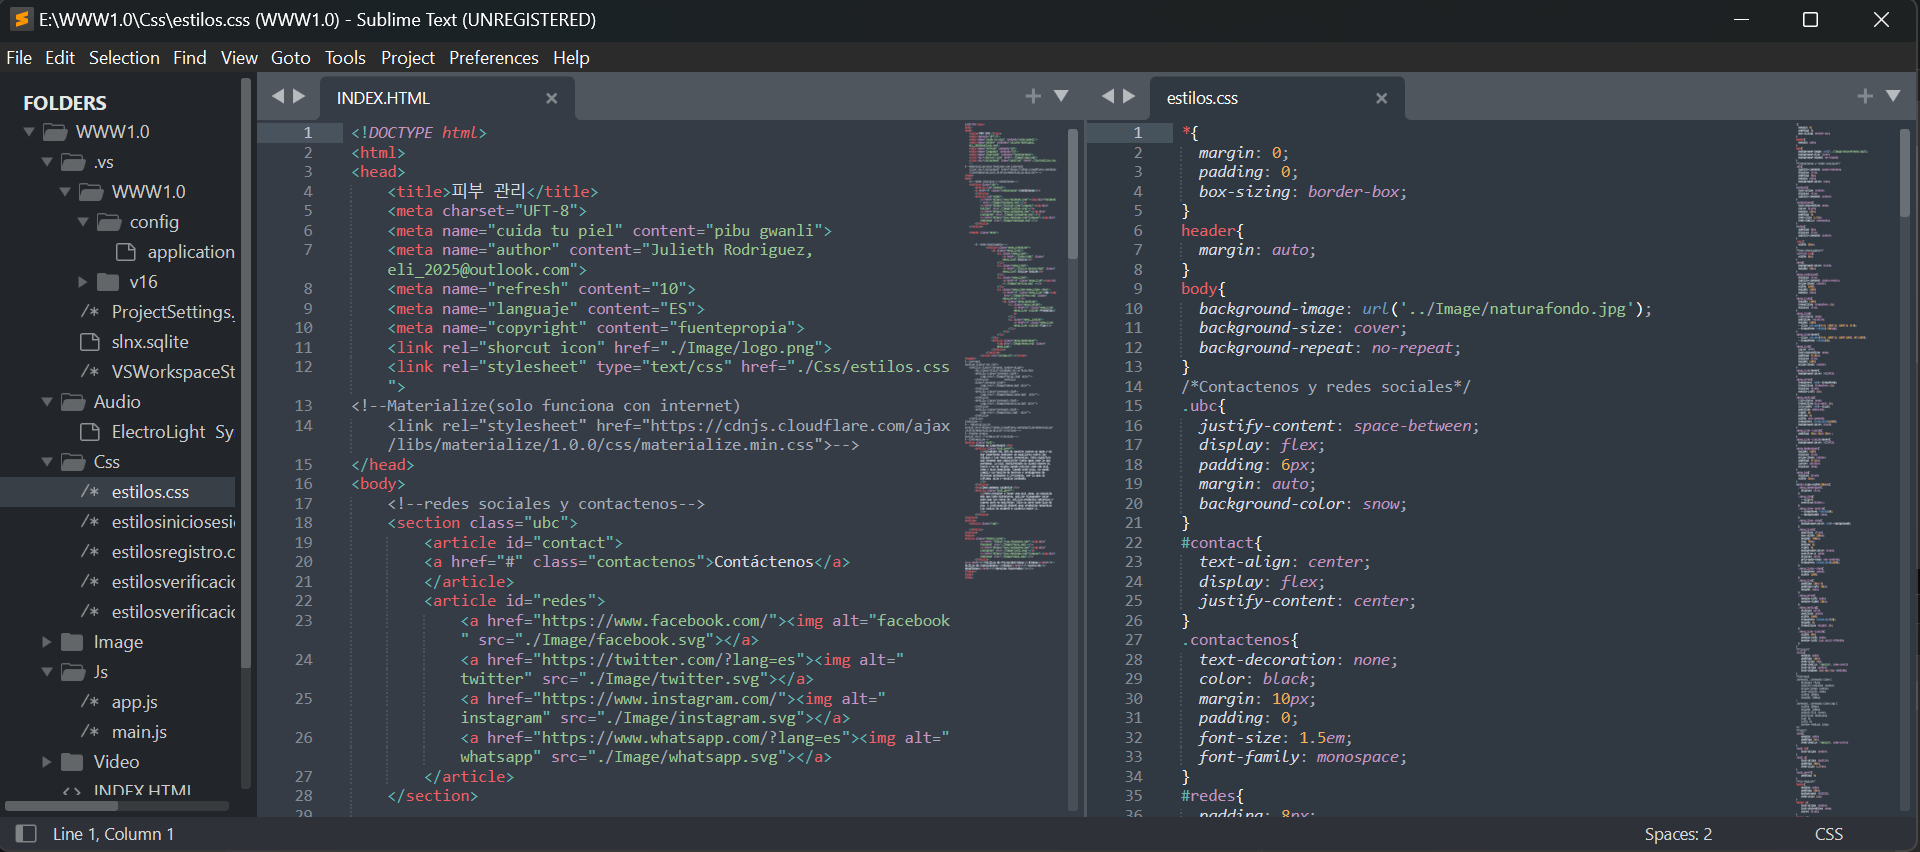 E:\WWW1.0\Css\estilos.css (WWW1.0) - Sublime Text (UNREGISTERED)
File Edit Selection Find View Goto Tools Project Preferences Help
FOLDERS
WWW1.0
.vs
WWW1.0
config
application
v16
/* ProjectSettings.
slnx.sqlite
/* VSWorkspaceSt
Audio
ElectroLight Sy
Css
/* estilos.css
/* estilosiniciosesi
/* estilosregistro.c
/* estilosverificacic
/* estilosverificacic
Image
Js
/* app.js
/* main.js
Video
<> INDEX.HTML
INDEX.HTML
1 <!DOCTYPE html>
2 <html>
3 <head>
4 <title>피부 관리</title>
5 <meta charset="UFT-8">
6 <meta name="cuida tu piel" content="pibu gwanli">
7 <meta name="author" content="Julieth Rodriguez,
eli_2025@outlook.com">
8 <meta name="refresh" content="10">
9 <meta name="languaje" content="ES">
10 <meta name="copyright" content="fuentepropia">
11 <link rel="shorcut icon" href="./Image/logo.png">
12 <link rel="stylesheet" type="text/css" href="./Css/estilos.css
">
13 <!--Materialize(solo funciona con internet)
14 <link rel="stylesheet" href="https://cdnjs.cloudflare.com/ajax
/libs/materialize/1.0.0/css/materialize.min.css">-->
15 </head>
16 <body>
17 <!--redes sociales y contactenos-->
18 <section class="ubc">
19 <article id="contact">
20 <a href="#" class="contactenos">Contáctenos</a>
21 </article>
22 <article id="redes">
23 <a href="https://www.facebook.com/"><img alt="facebook
" src="./Image/facebook.svg"></a>
24 <a href="https://twitter.com/?lang=es"><img alt="
twitter" src="./Image/twitter.svg"></a>
25 <a href="https://www.instagram.com/"><img alt="
instagram" src="./Image/instagram.svg"></a>
26 <a href="https://www.whatsapp.com/?lang=es"><img alt="
whatsapp" src="./Image/whatsapp.svg"></a>
27 </article>
28 </section>
29
estilos.css
1 *{
2 margin: 0;
3 padding: 0;
4 box-sizing: border-box;
5 }
6 header{
7 margin: auto;
8 }
9 body{
10 background-image: url('../Image/naturafondo.jpg');
11 background-size: cover;
12 background-repeat: no-repeat;
13 }
14 /*Contactenos y redes sociales*/
15 .ubc{
16 justify-content: space-between;
17 display: flex;
18 padding: 6px;
19 margin: auto;
20 background-color: snow;
21 }
22 #contact{
23 text-align: center;
24 display: flex;
25 justify-content: center;
26 }
27 .contactenos{
28 text-decoration: none;
29 color: black;
30 margin: 10px;
31 padding: 0;
32 font-size: 1.5em;
33 font-family: monospace;
34 }
35 #redes{
36 padding: 8px;
Line 1, Column 1
Spaces: 2
CSS